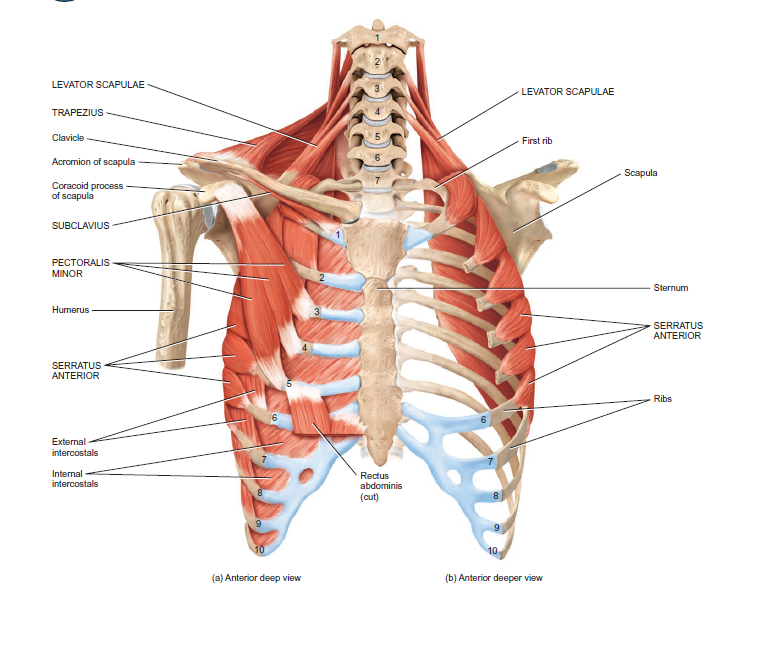 LEVATOR SCAPULAE
TRAPEZIUS
Clavicle
Acromion of scapula
Coracoid process
of scapula
SUBCLAVIUS
PECTORALIS
MINOR
Humerus
SERRATUS
ANTERIOR
External
intercostals
Internal
intercostals
1
2
3
4
5
6
7
1
2
3
4
5
6
7
8
9
10
Rectus
abdominis
(cut)
LEVATOR SCAPULAE
First rib
Scapula
Sternum
SERRATUS
ANTERIOR
Ribs
6
7
8
9
10
(a) Anterior deep view
(b) Anterior deeper view